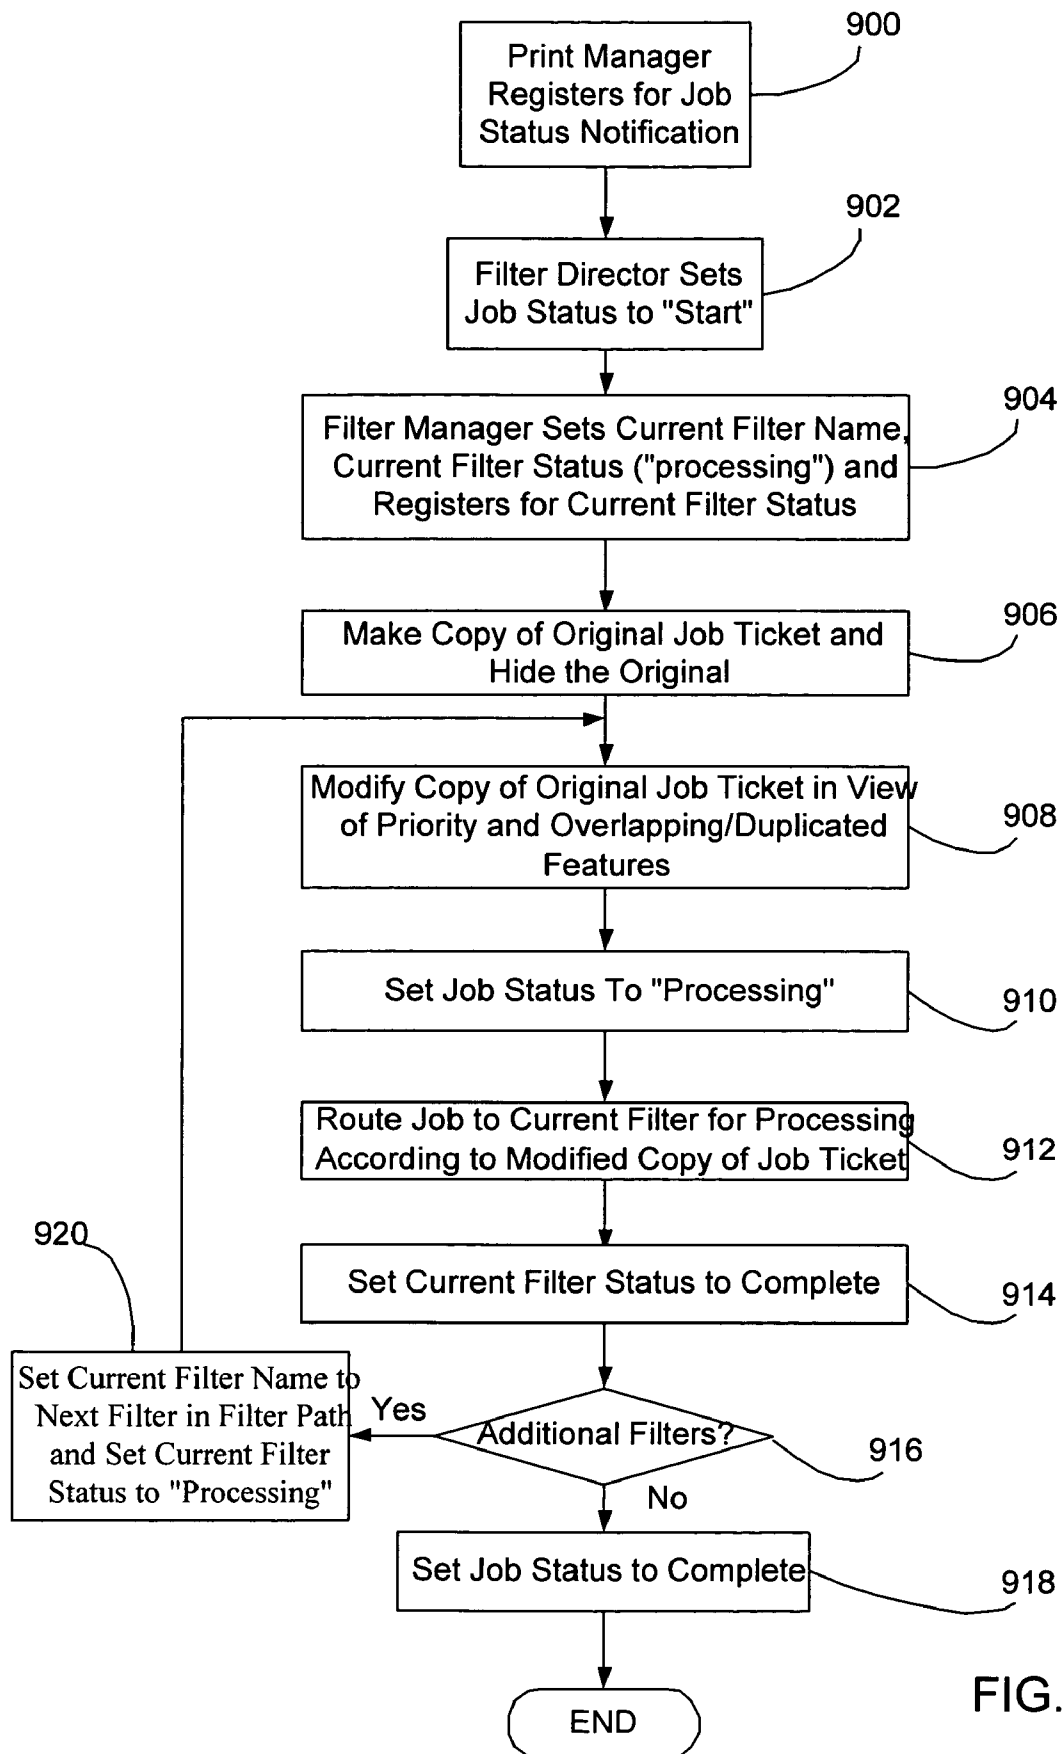 900
Print Manager
Registers for Job
Status Notification
902
Filter Director Sets
Job Status to "Start"
904
Filter Manager Sets Current Filter Name,
Current Filter Status ("processing") and
Registers for Current Filter Status
906
Make Copy of Original Job Ticket and
Hide the Original
Modify Copy of Original Job Ticket in View
of Priority and Overlapping/Duplicated
Features
908
Set Job Status To "Processing"
910
Route Job to Current Filter for Processing
According to Modified Copy of Job Ticket
912
920
Set Current Filter Status to Complete
914
Set Current Filter Name to
Next Filter in Filter Path
and Set Current Filter
Status to "Processing"
Yes
Additional Filters?
916
No
Set Job Status to Complete
918
END
FIG.